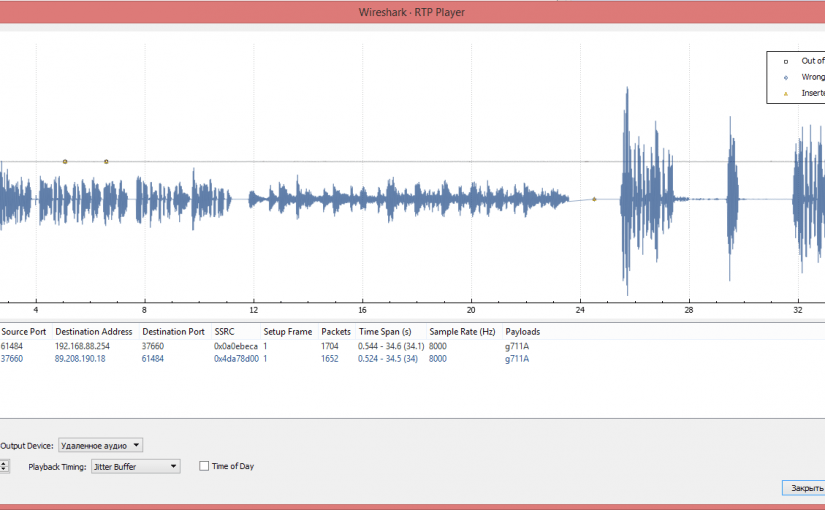 Wireshark · RTP Player
Out of
Wrong
Inserte
4 8 12 16 20 24 28 32
Source Port Destination Address Destination Port SSRC Setup Frame Packets Time Span (s) Sample Rate (Hz) Payloads
61484 192.168.88.254 37660 0x0a0ebeca 1 1704 0.544 - 34.6 (34.1) 8000 g711A
37660 89.208.190.18 61484 0x4da78d00 1 1652 0.524 - 34.5 (34) 8000 g711A
Output Device: Удаленное аудио
Playback Timing: Jitter Buffer Time of Day
Закрыть